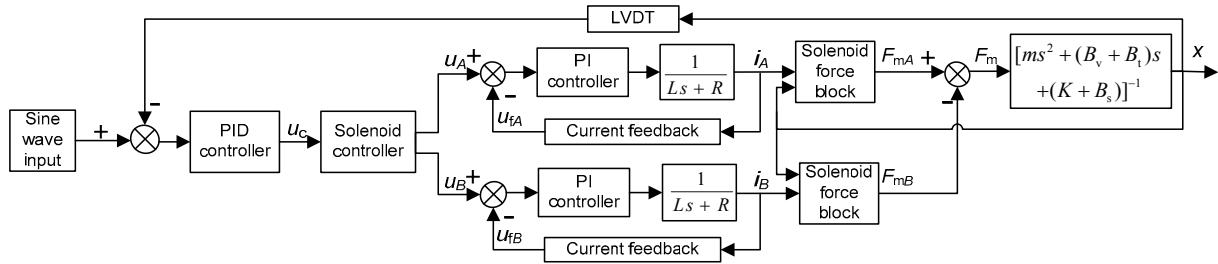 LVDT
Sine
wave
input
+
-
PID
controller
u_c
Solenoid
controller
u_A
+
-
u_fA
PI
controller
1
Ls + R
i_A
Current feedback
Solenoid
force
block
F_mA
+
-
F_m
[ms² + (B_v + B_t)s
+(K + B_s)]⁻¹
x
u_B
+
-
u_fB
PI
controller
1
Ls + R
i_B
Current feedback
Solenoid
force
block
F_mB